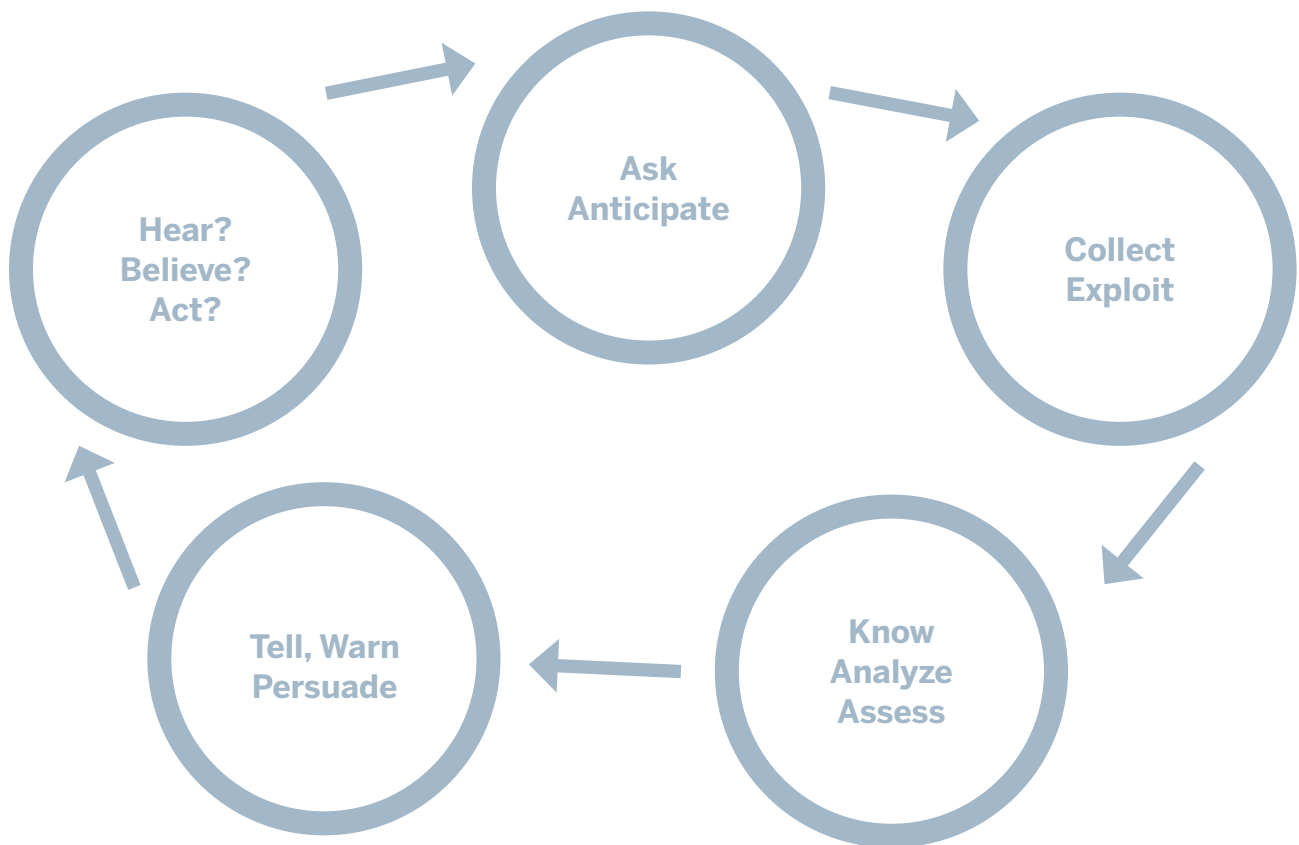 Ask
Anticipate
Collect
Exploit
Know
Analyze
Assess
Tell, Warn
Persuade
Hear?
Believe?
Act?